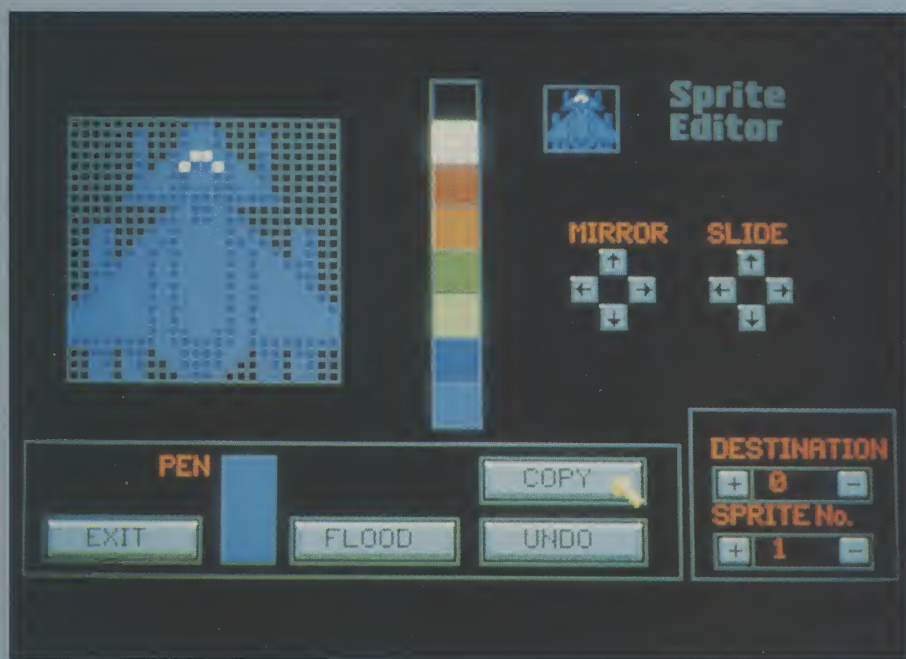 Sprite
Editor
MIRROR SLIDE
PEN
COPY
EXIT
FLOOD
UNDO
DESTINATION
+ 0 -
SPRITE No.
+ 1 -